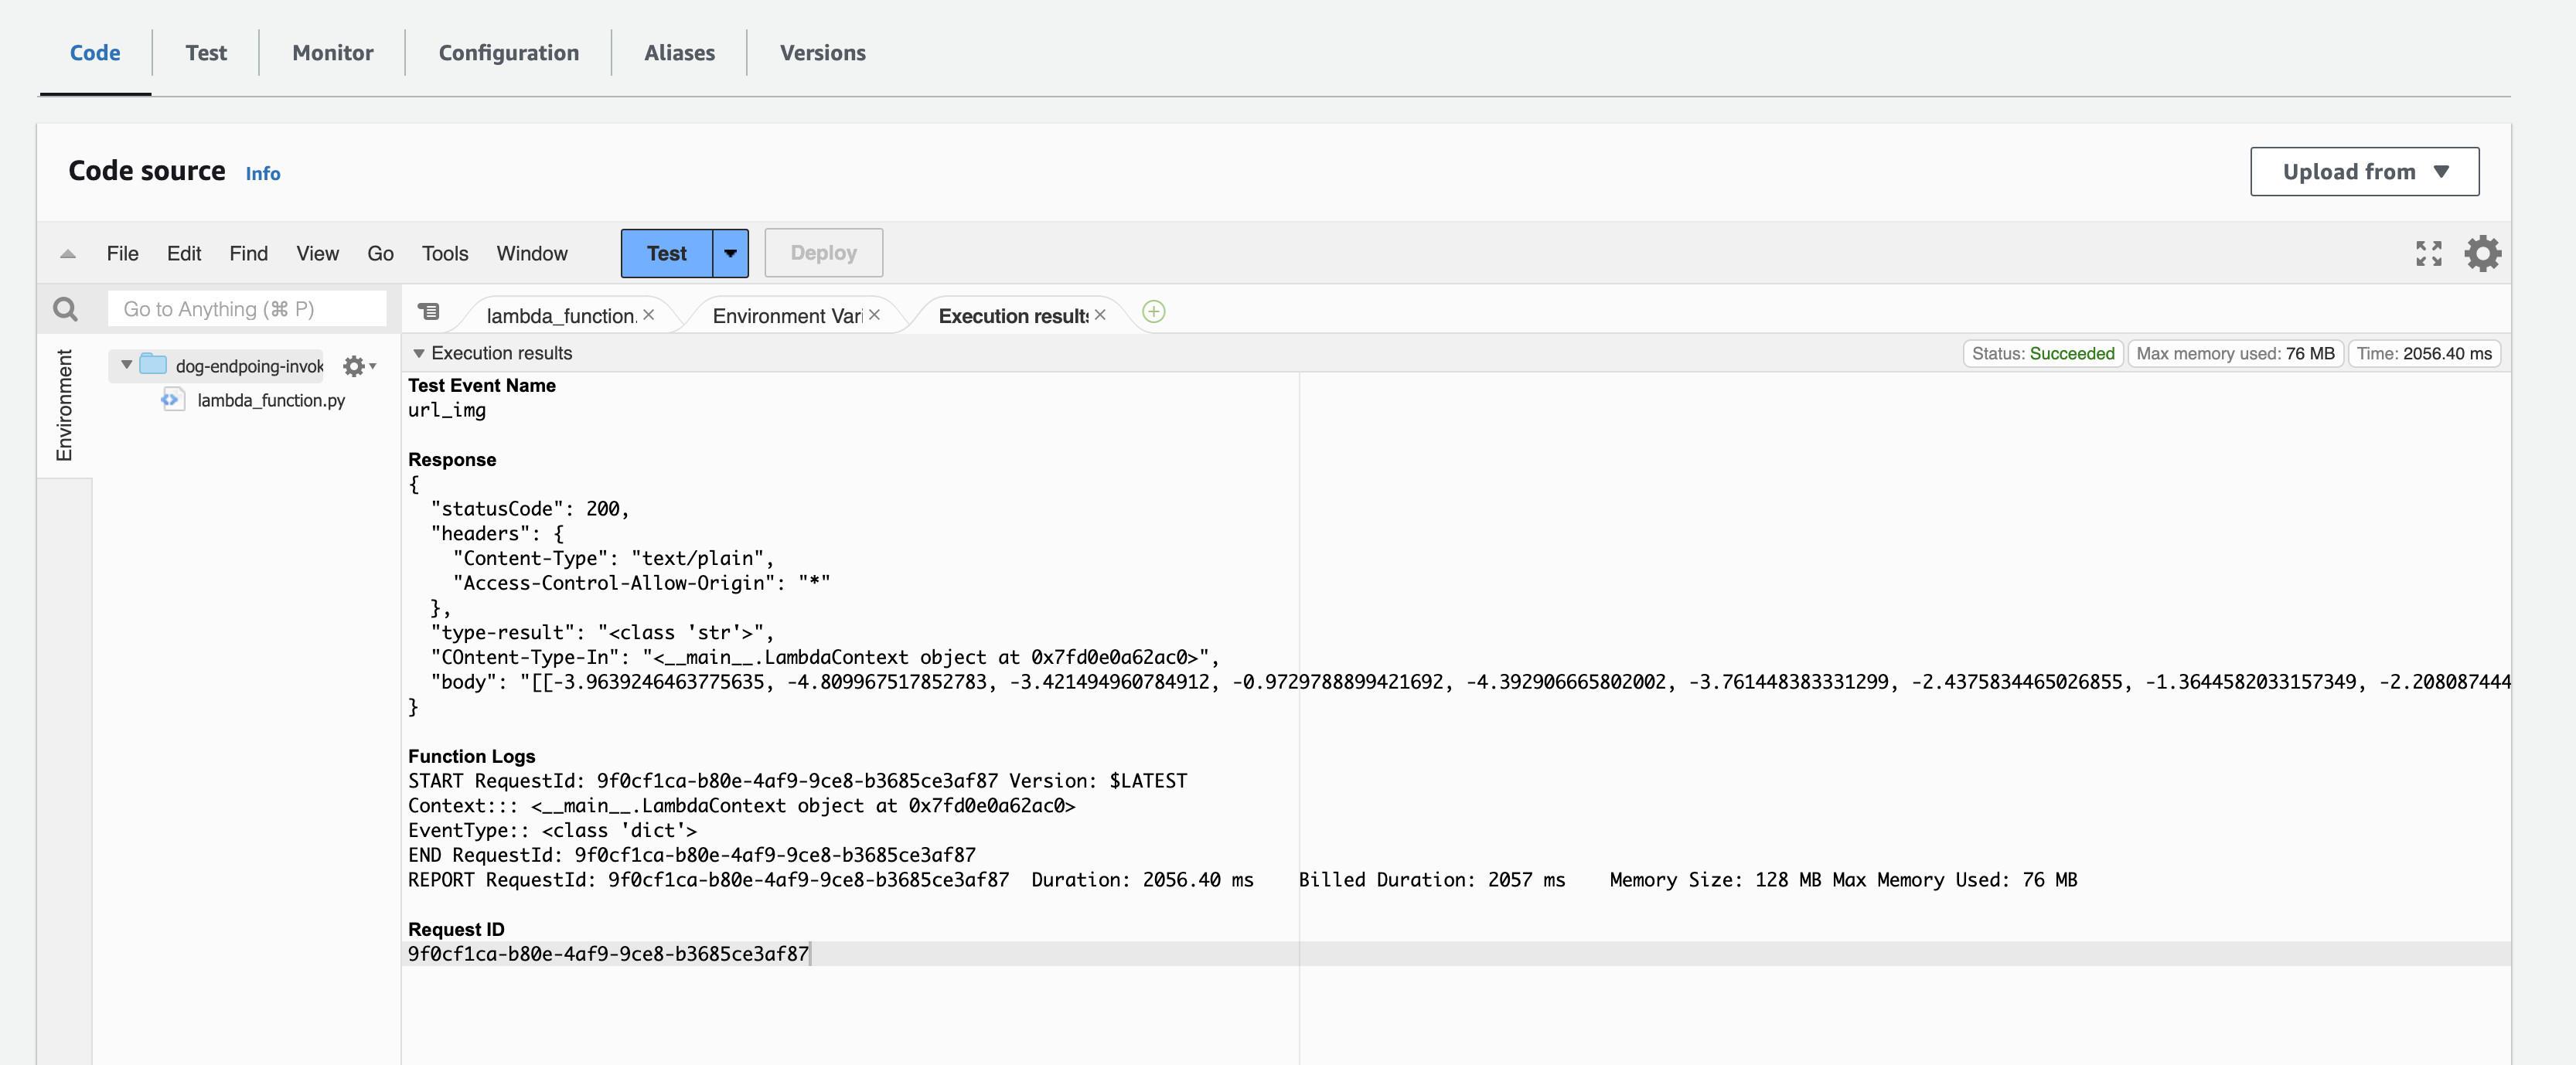 Code Test Monitor Configuration Aliases Versions
Code source Info
Upload from
File Edit Find View Go Tools Window Test Deploy
Go to Anything (⌘ P)
lambda_function. Environment Vari Execution results
Environment
dog-endpoing-invok
lambda_function.py
Execution results
Status: Succeeded Max memory used: 76 MB Time: 2056.40 ms
Test Event Name
url_img
Response
{
"statusCode": 200,
"headers": {
"Content-Type": "text/plain",
"Access-Control-Allow-Origin": "*"
},
"type-result": "<class 'str'>",
"COntent-Type-In": "<__main__.LambdaContext object at 0x7fd0e0a62ac0>",
"body": "[[-3.9639246463775635, -4.809967517852783, -3.421494960784912, -0.9729788899421692, -4.392906665802002, -3.761448383331299, -2.4375834465026855, -1.3644582033157349, -2.208087444
}
Function Logs
START RequestId: 9f0cf1ca-b80e-4af9-9ce8-b3685ce3af87 Version: $LATEST
Context::: <__main__.LambdaContext object at 0x7fd0e0a62ac0>
EventType:: <class 'dict'>
END RequestId: 9f0cf1ca-b80e-4af9-9ce8-b3685ce3af87
REPORT RequestId: 9f0cf1ca-b80e-4af9-9ce8-b3685ce3af87 Duration: 2056.40 ms Billed Duration: 2057 ms Memory Size: 128 MB Max Memory Used: 76 MB
Request ID
9f0cf1ca-b80e-4af9-9ce8-b3685ce3af87